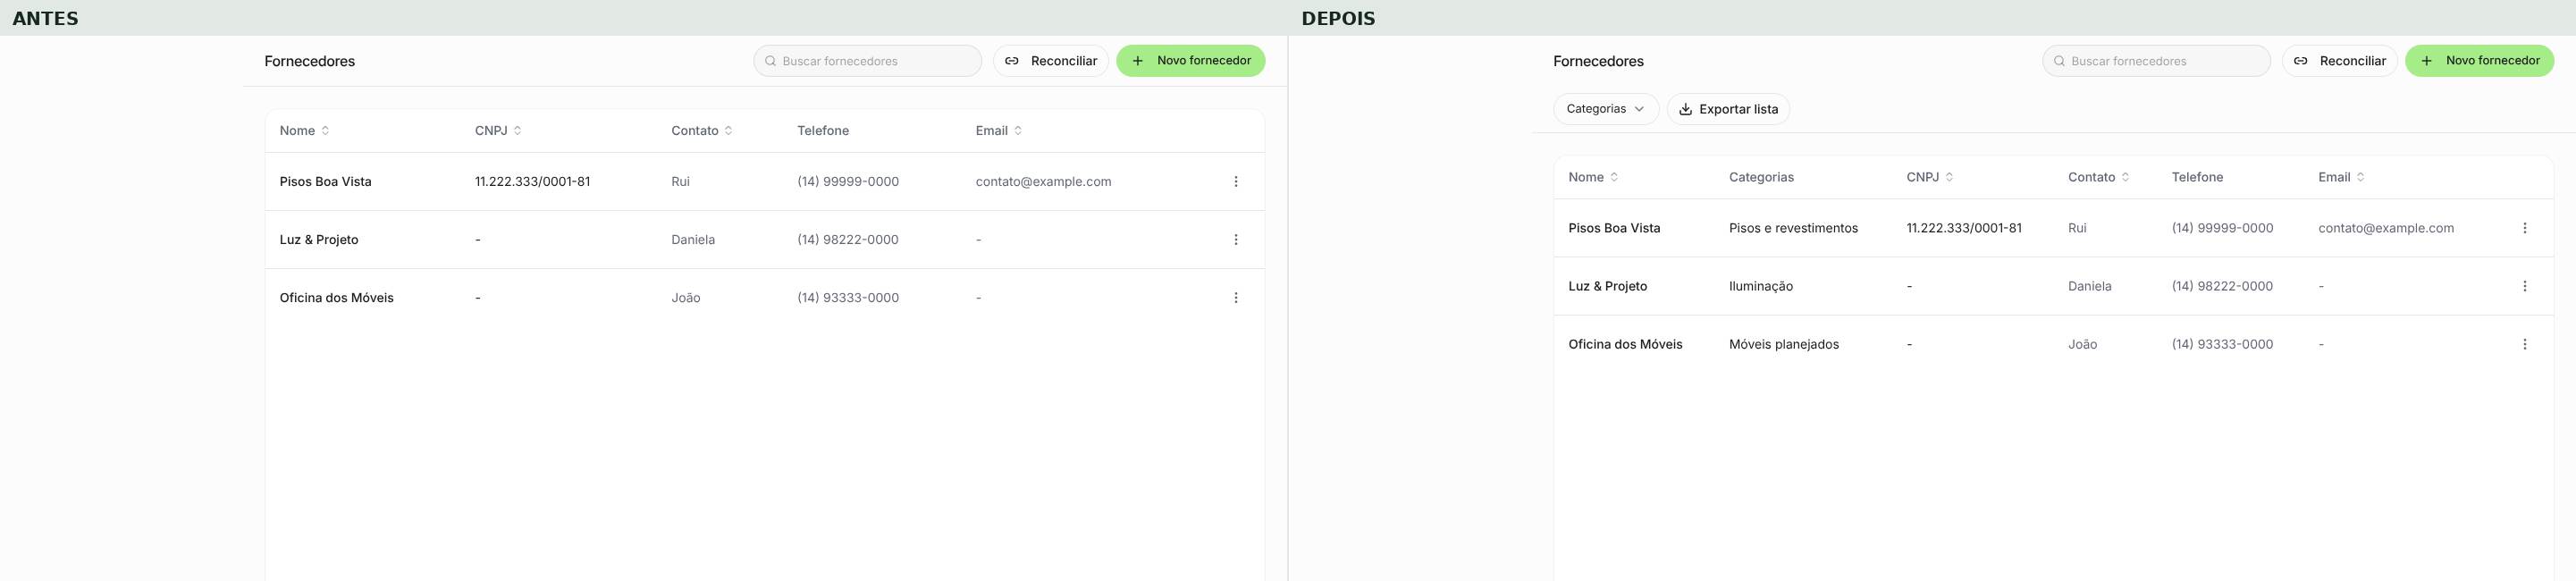 ANTES
Fornecedores Buscar fornecedores Reconciliar + Novo fornecedor
Nome CNPJ Contato Telefone Email
Pisos Boa Vista 11.222.333/0001-81 Rui (14) 99999-0000 contato@example.com
Luz & Projeto - Daniela (14) 98222-0000 -
Oficina dos Móveis - João (14) 93333-0000 -
DEPOIS
Fornecedores Buscar fornecedores Reconciliar + Novo fornecedor
Categorias Exportar lista
Nome Categorias CNPJ Contato Telefone Email
Pisos Boa Vista Pisos e revestimentos 11.222.333/0001-81 Rui (14) 99999-0000 contato@example.com
Luz & Projeto Iluminação - Daniela (14) 98222-0000 -
Oficina dos Móveis Móveis planejados - João (14) 93333-0000 -